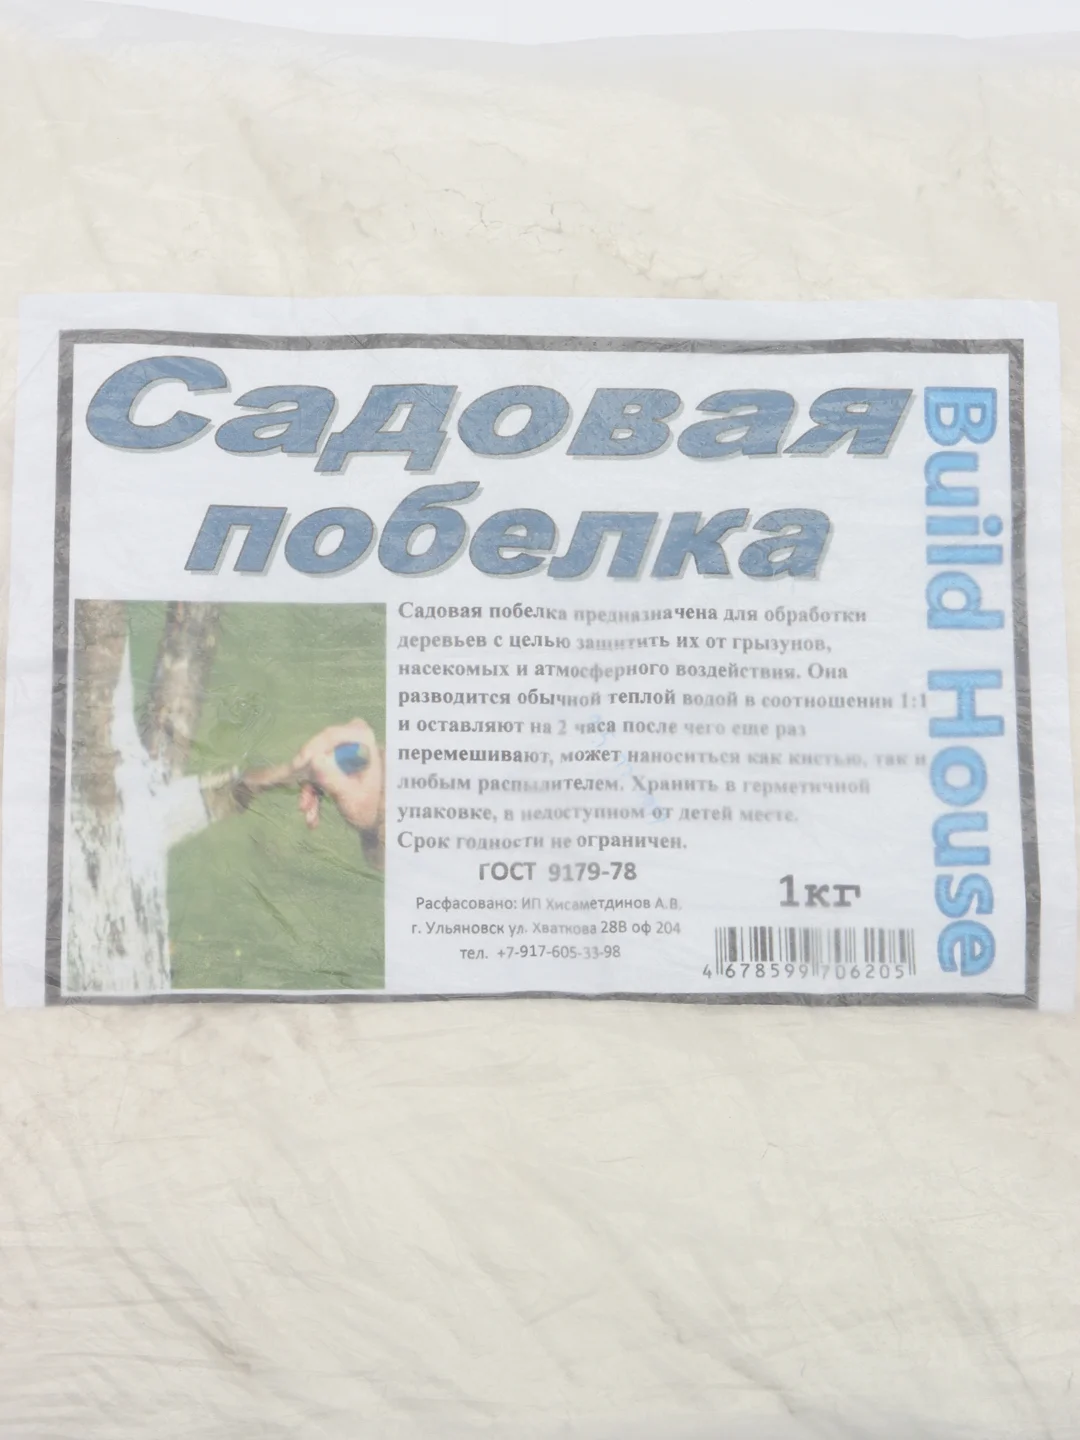 Садовая
побелка
Build House
Садовая побелка предназначена для обработки
деревьев с целью защитить их от грызунов,
насекомых и атмосферного воздействия. Она
разводится обычной теплой водой в соотношении 1:1
и оставляют на 2 часа после чего еще раз
перемешивают, может наноситься как кистью, так и
любым распылителем. Хранить в герметичной
упаковке, в недоступном от детей месте.
Срок годности не ограничен.
ГОСТ 9179-78
Расфасовано: ИП Хисаметдинов А.В.
г. Ульяновск ул. Хваткова 28В оф 204
тел. +7-917-605-33-98
1кг
4 678599 706205